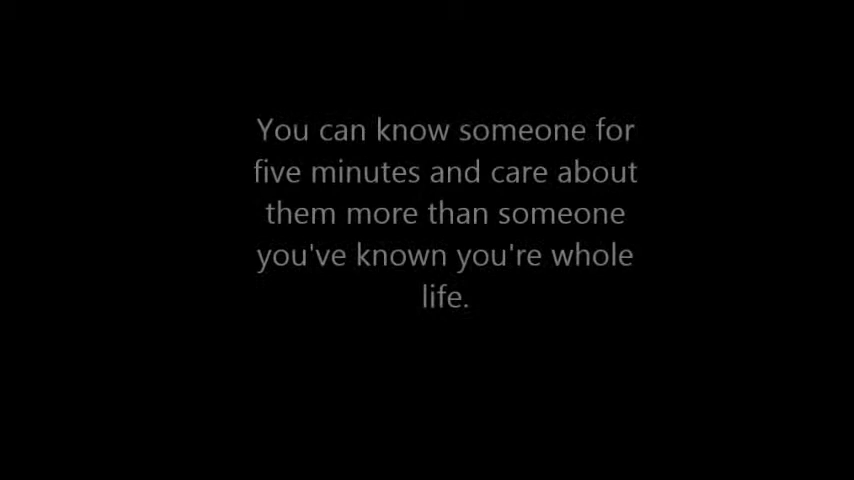 You can know someone for
five minutes and care about
them more than someone
you've known you're whole
life.